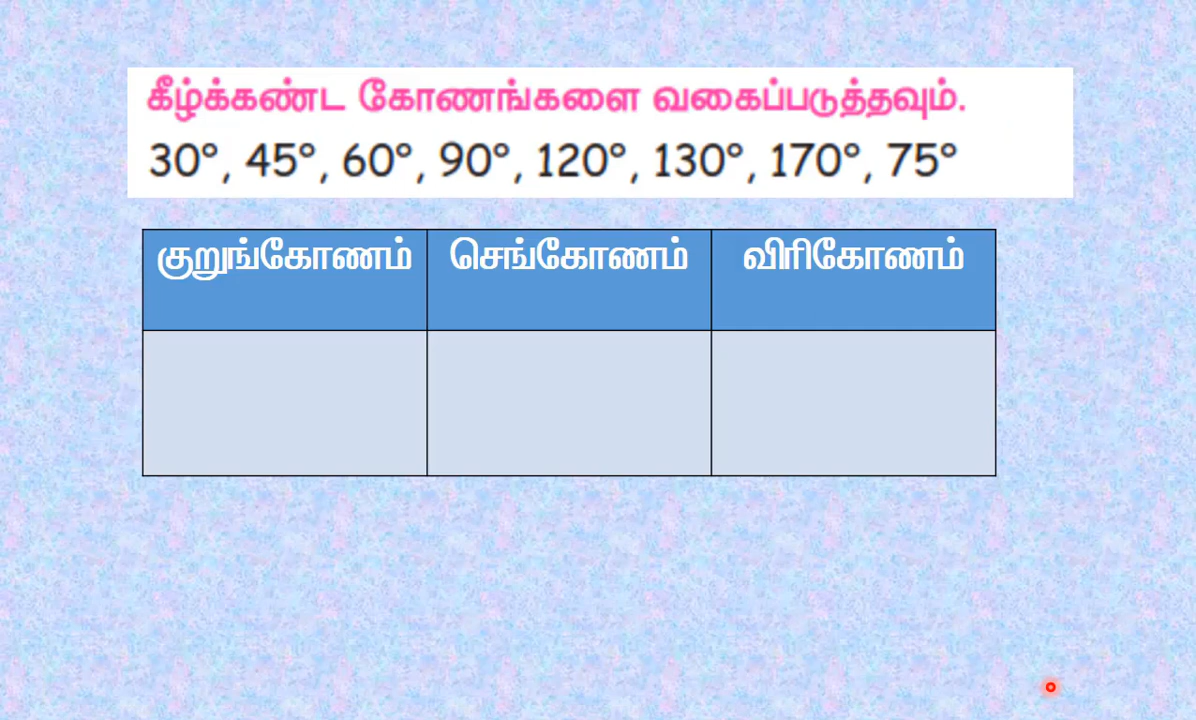 கீழ்க்கண்ட கோணங்களை வகைப்படுத்தவும்.
30°, 45°, 60°, 90°, 120°, 130°, 170°, 75°
குறுங்கோணம் செங்கோணம் விரிகோணம்